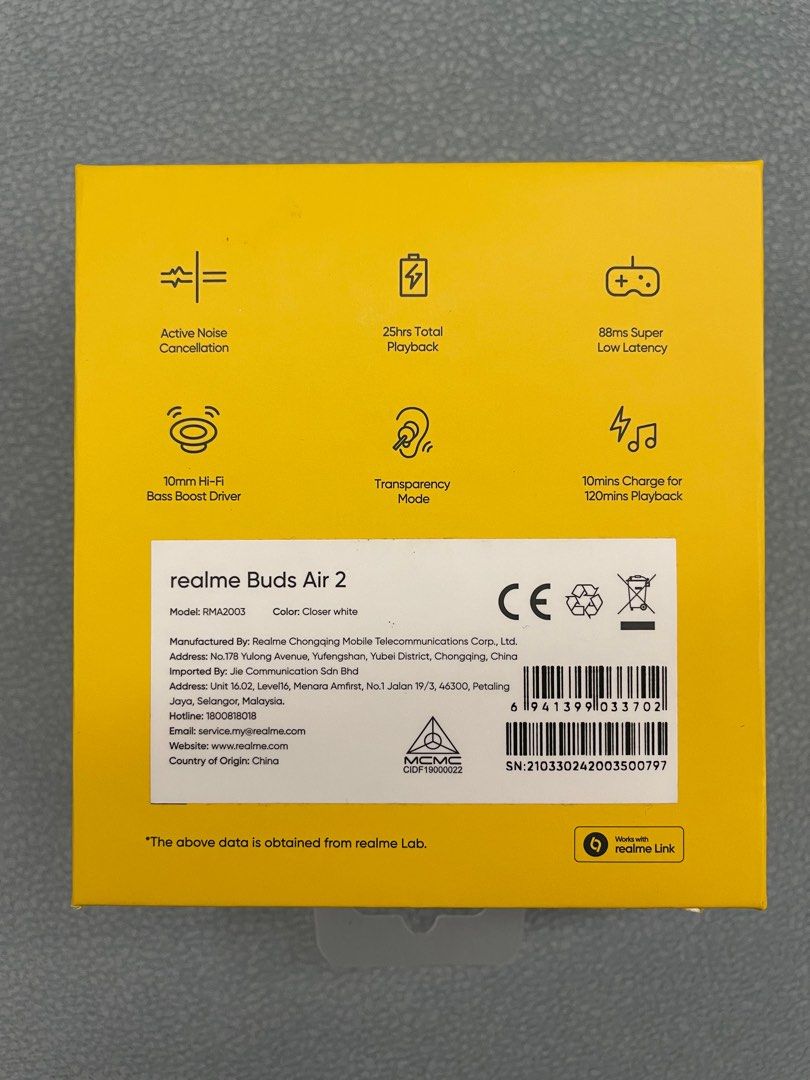 Active Noise
Cancellation
25hrs Total
Playback
88ms Super
Low Latency
10mm Hi-Fi
Bass Boost Driver
Transparency
Mode
10mins Charge for
120mins Playback
realme Buds Air 2
Model: RMA2003 Color: Closer white
CE
Manufactured By: Realme Chongqing Mobile Telecommunications Corp., Ltd.
Address: No.178 Yulong Avenue, Yufengshan, Yubei District, Chongqing, China
Imported By: Jie Communication Sdn Bhd
Address: Unit 16.02, Level16, Menara Amfirst, No.1 Jalan 19/3, 46300, Petaling
Jaya, Selangor, Malaysia.
Hotline: 1800818018
Email: service.my@realme.com
Website: www.realme.com
Country of Origin: China
MCMC
CIDF19000022
6 941399 033702
SN:210330242003500797
*The above data is obtained from realme Lab.
Works with
realme Link